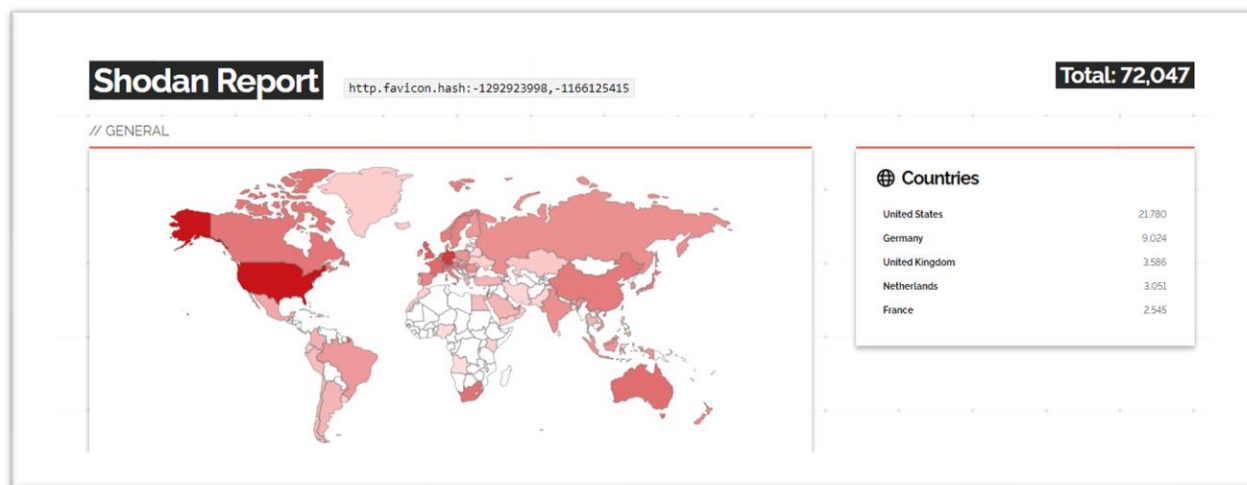 Shodan Report
http.favicon.hash:-1292923998,-1166125415
Total: 72,047
// GENERAL
Countries
United States 21,780
Germany 9,024
United Kingdom 3,586
Netherlands 3,051
France 2,545